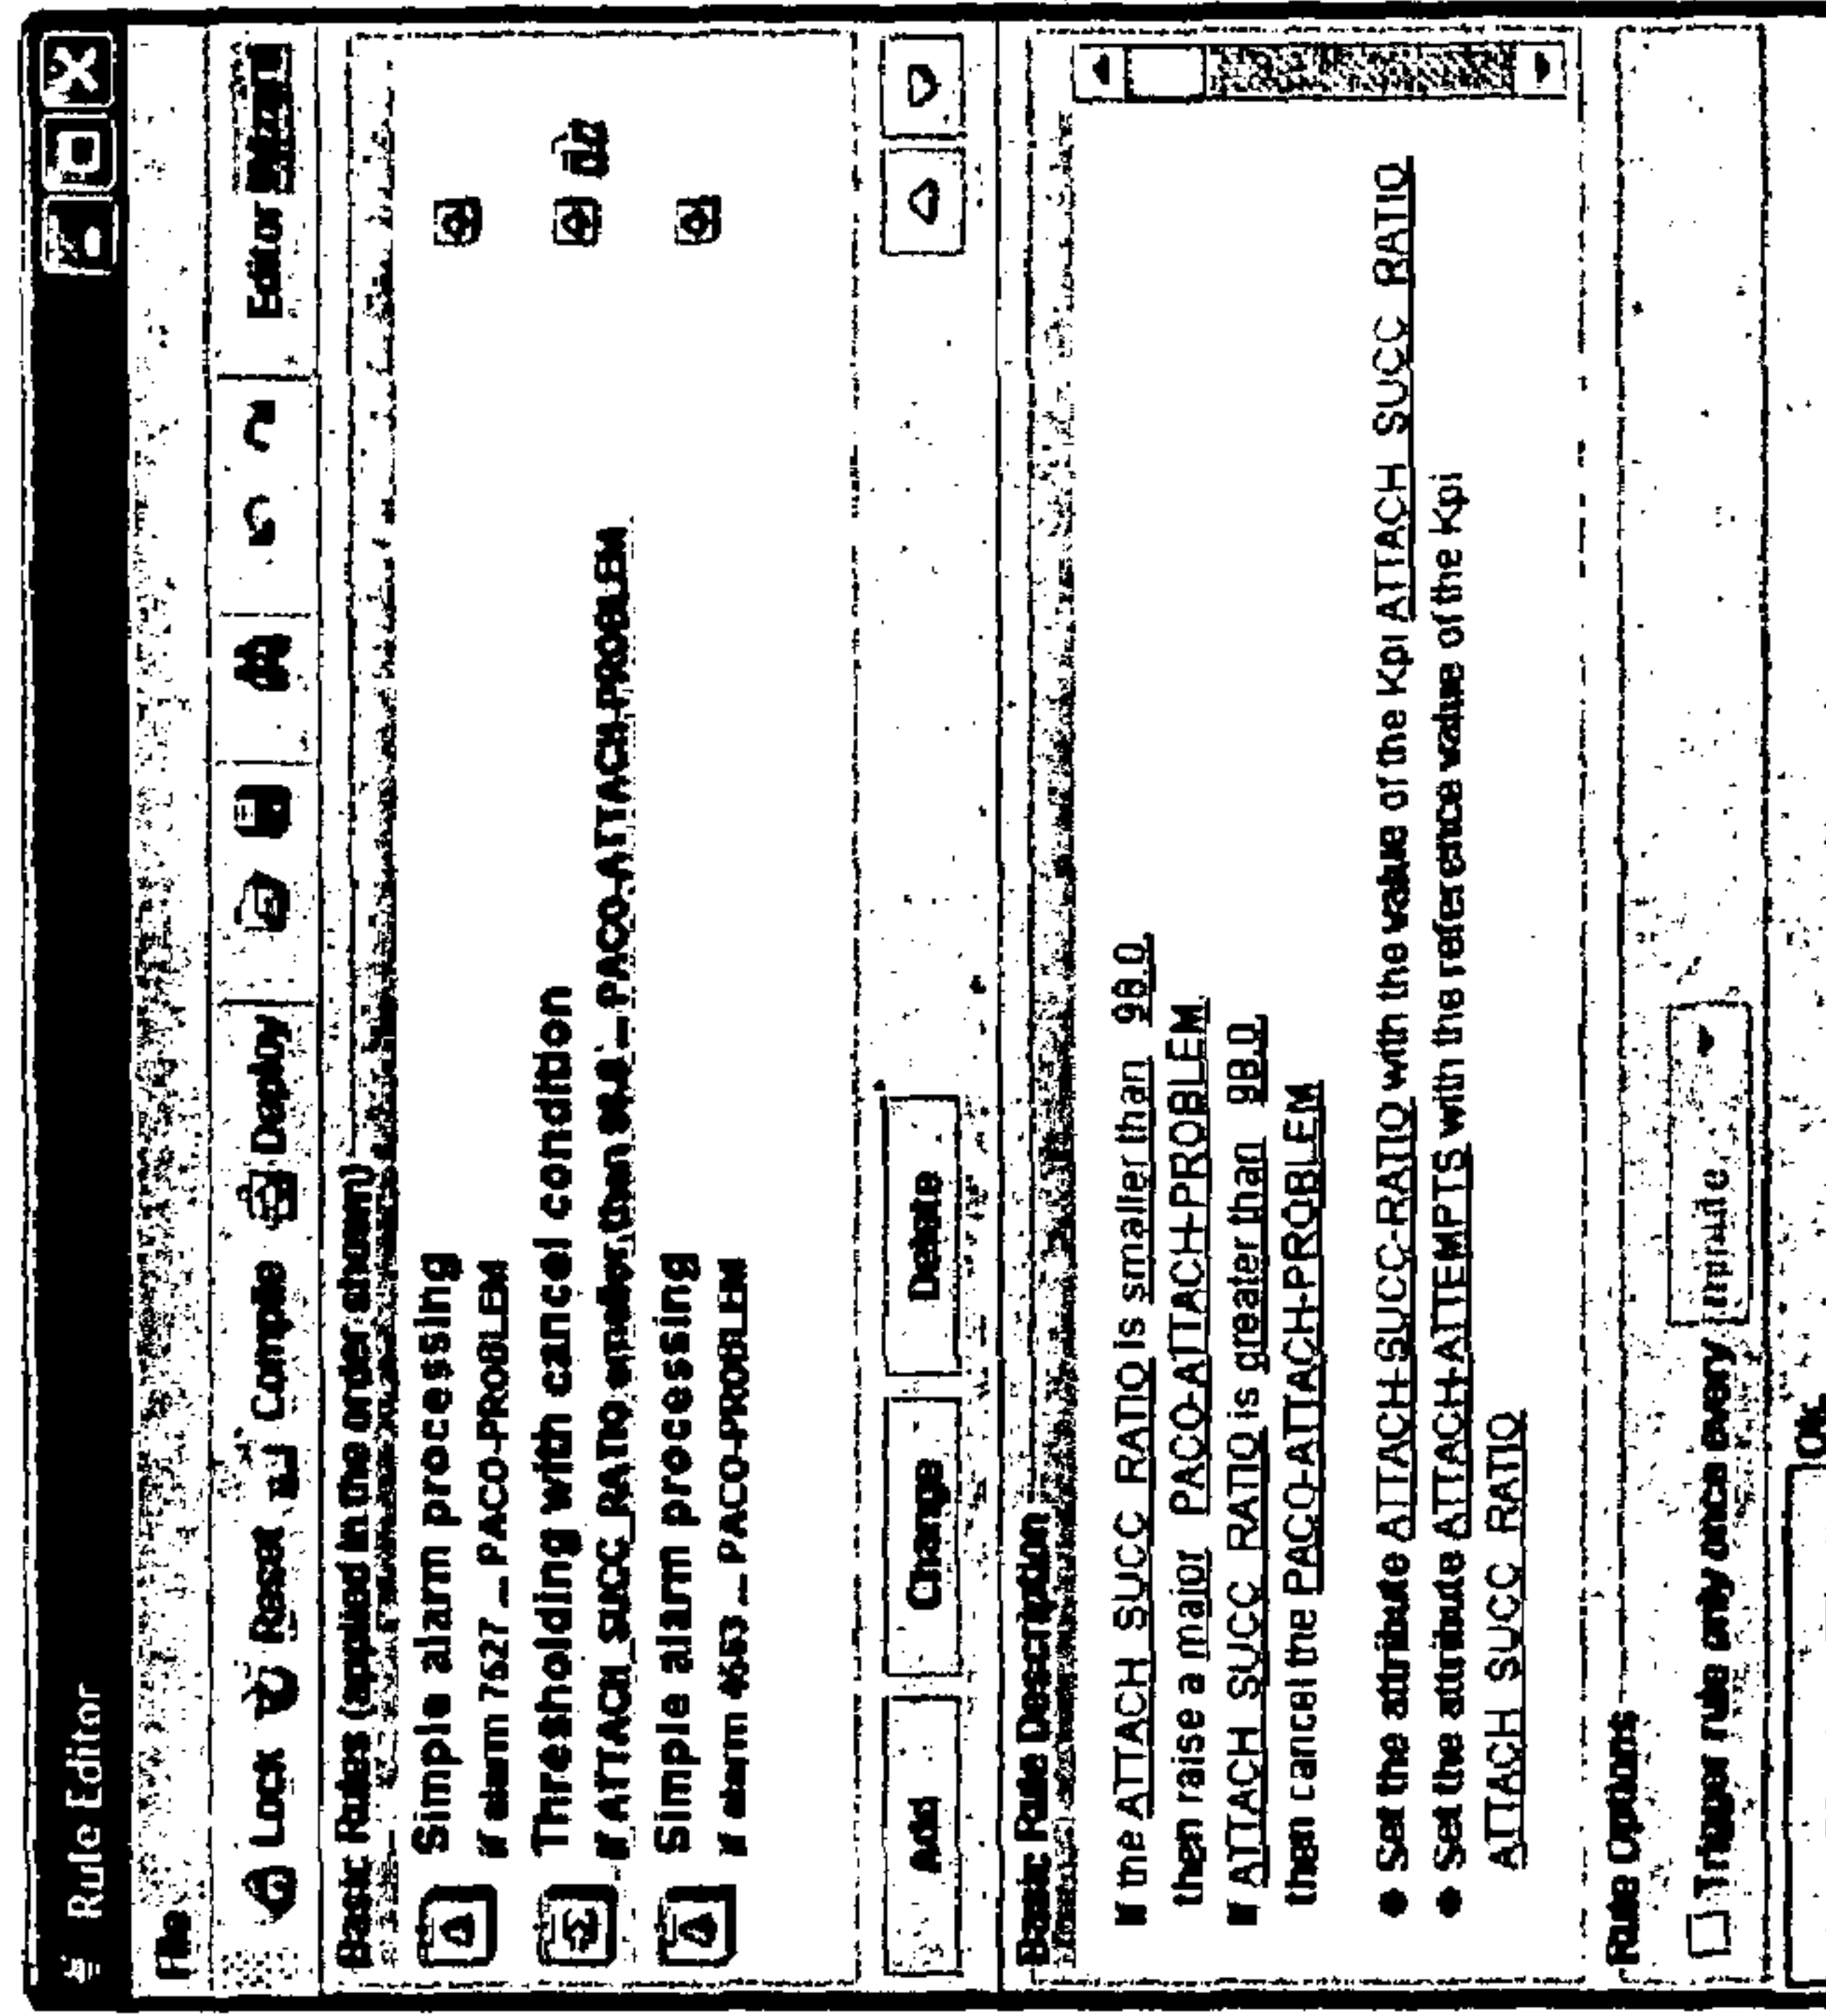 Rule Editor
File
Lock Reset Compile Deploy Editor
Basic Rules (applied in the order shown)
Simple alarm processing
If alarm 7627 ... PACO-PROBLEM
Thresholding with cancel condition
If ATTACH SUCC RATIO smaller than 98.0 ... PACO-ATTACH-PROBLEM
Simple alarm processing
If alarm 4663 ... PACO-PROBLEM
Add Change Delete
Basic Rule Description
If the ATTACH SUCC RATIO is smaller than 98.0,
then raise a major PACO-ATTACH-PROBLEM,
If ATTACH SUCC RATIO is greater than 98.0,
then cancel the PACO-ATTACH-PROBLEM
● Set the attribute ATTACH-SUCC-RATIO with the value of the Kpi ATTACH SUCC RATIO
● Set the attribute ATTACH-ATTEMPTS with the reference value of the Kpi
ATTACH SUCC RATIO
Rule Options
Trigger rule only once every
Ok